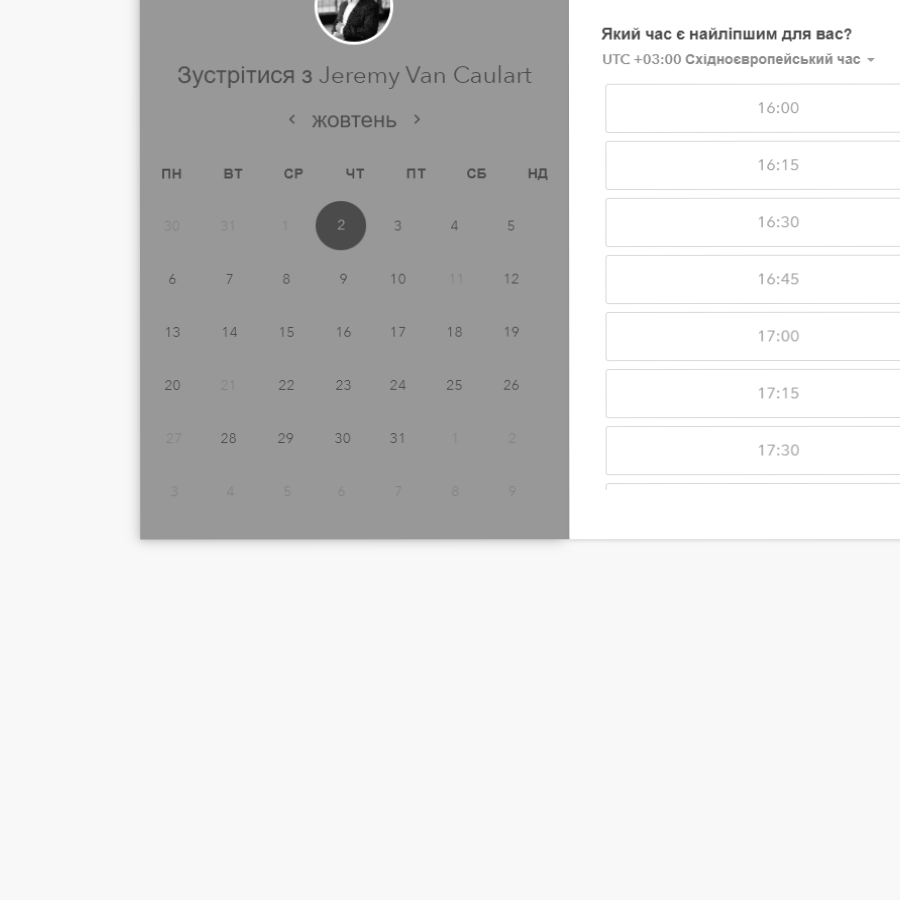 Зустрітися з Jeremy Van Caulart
жовтень
ПН ВТ СР ЧТ ПТ СБ НД
30 31 1 2 3 4 5
6 7 8 9 10 11 12
13 14 15 16 17 18 19
20 21 22 23 24 25 26
27 28 29 30 31 1 2
3 4 5 6 7 8 9
Який час є найліпшим для вас?
UTC +03:00 Східноєвропейський час
16:00
16:15
16:30
16:45
17:00
17:15
17:30